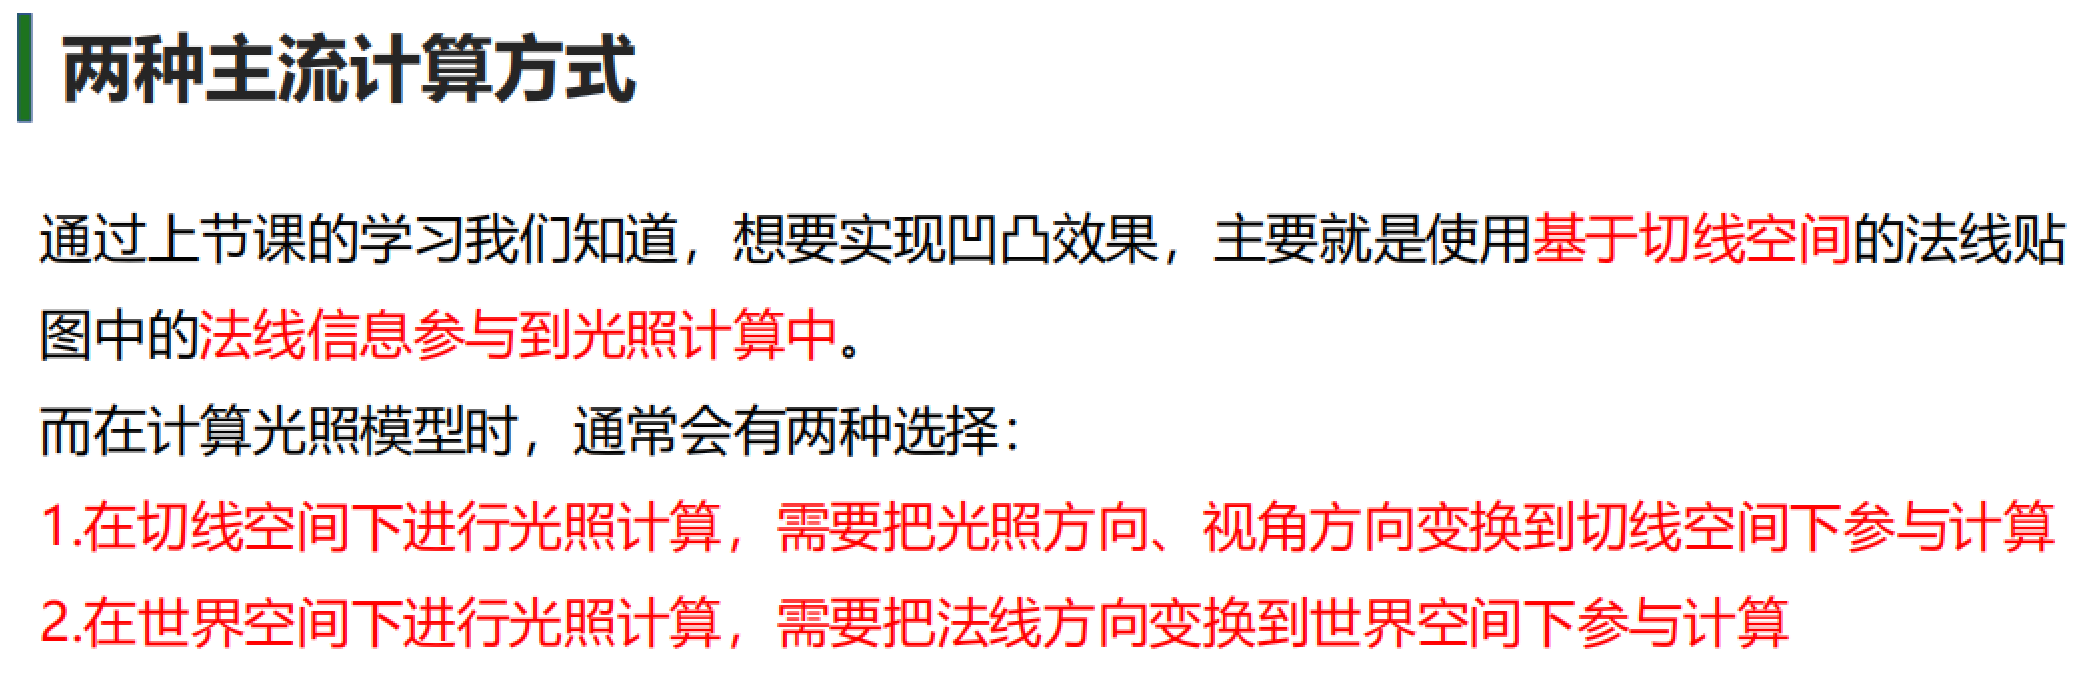 两种主流计算方式
通过上节课的学习我们知道，想要实现凹凸效果，主要就是使用基于切线空间的法线贴
图中的法线信息参与到光照计算中。
而在计算光照模型时，通常会有两种选择：
1.在切线空间下进行光照计算，需要把光照方向、视角方向变换到切线空间下参与计算
2.在世界空间下进行光照计算，需要把法线方向变换到世界空间下参与计算